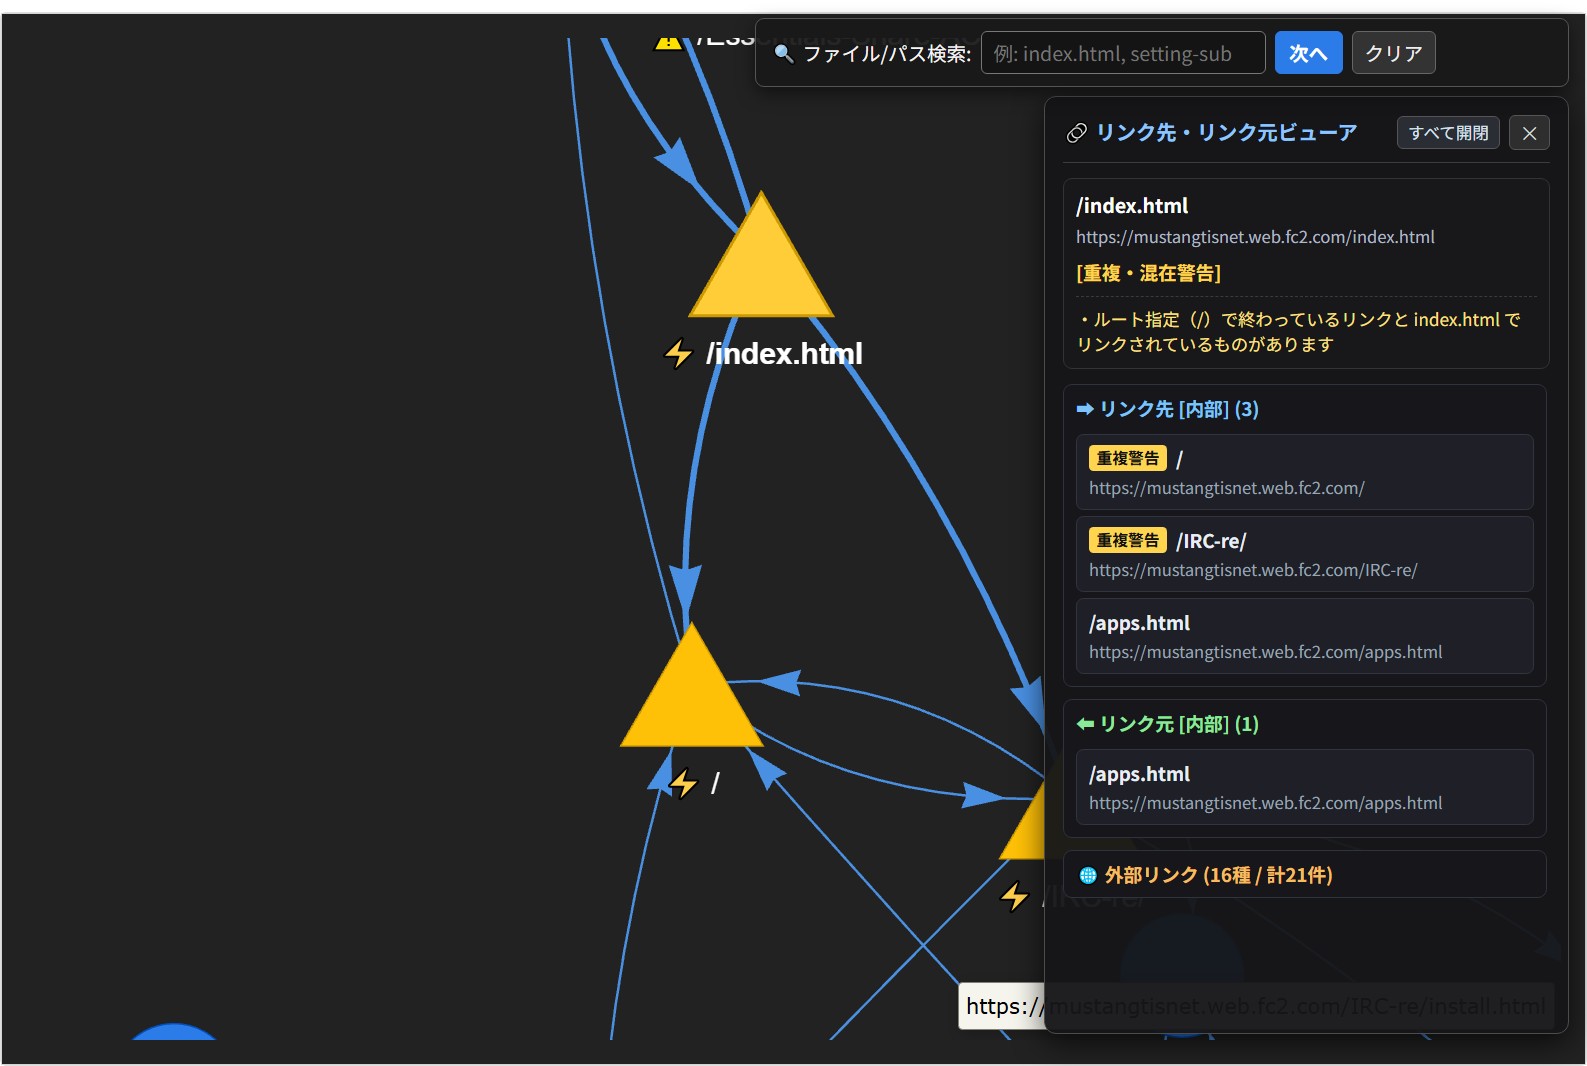 /Ess
🔍 ファイル/パス検索: 例: index.html, setting-sub 次へ クリア
リンク先・リンク元ビューア すべて開閉 ×
/index.html
https://mustangtisnet.web.fc2.com/index.html
[重複・混在警告]
・ルート指定（/）で終わっているリンクと index.html で
リンクされているものがあります
➡ リンク先 [内部] (3)
重複警告 /
https://mustangtisnet.web.fc2.com/
重複警告 /IRC-re/
https://mustangtisnet.web.fc2.com/IRC-re/
/apps.html
https://mustangtisnet.web.fc2.com/apps.html
⬅ リンク元 [内部] (1)
/apps.html
https://mustangtisnet.web.fc2.com/apps.html
🌐 外部リンク (16種 / 計21件)
⚡ /index.html
⚡ /
⚡ /IRC-re/
https://mustangtisnet.web.fc2.com/IRC-re/install.html